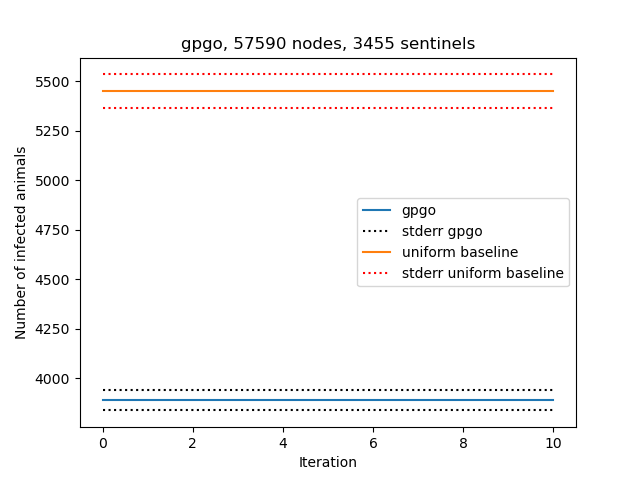 gpgo, 57590 nodes, 3455 sentinels
5500
5250
5000
4750
4500
4250
4000
Number of infected animals
gpgo
stderr gpgo
uniform baseline
stderr uniform baseline
0 2 4 6 8 10
Iteration